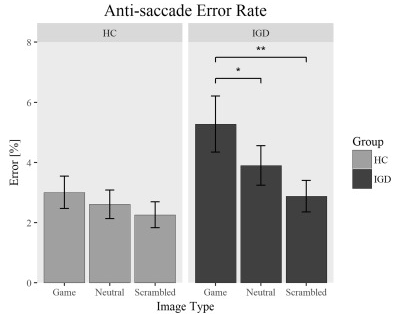 Anti-saccade Error Rate
HC IGD
**
*
8
6
4
2
0
Error [%]
Game Neutral Scrambled Game Neutral Scrambled
Image Type
Group
HC
IGD